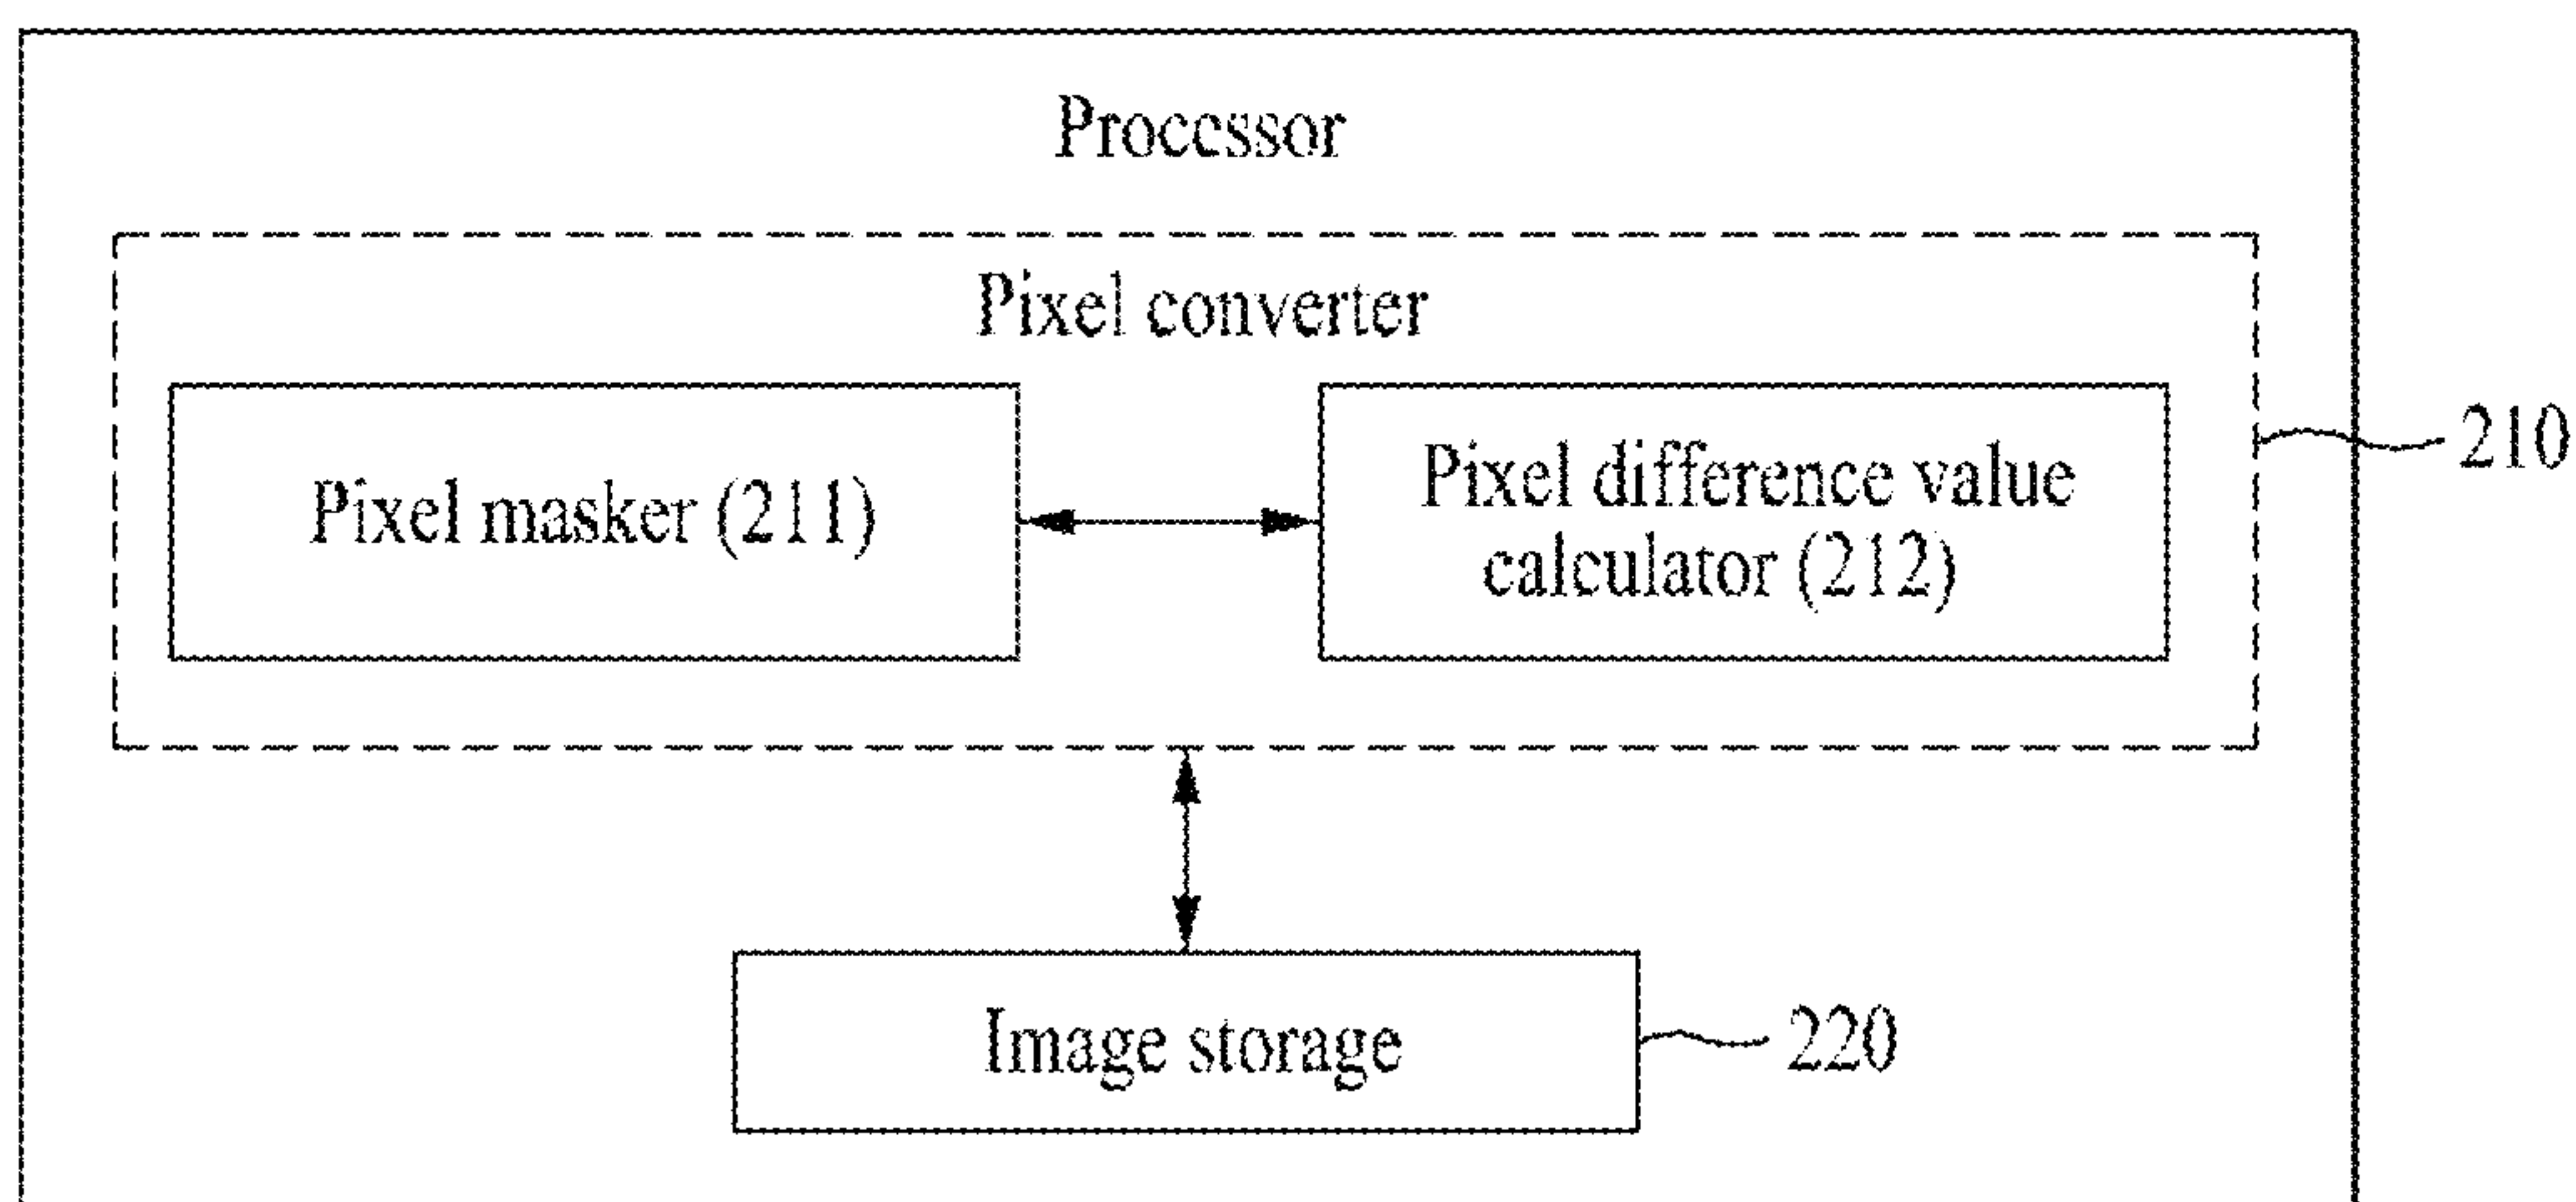 Processor
Pixel converter
Pixel masker (211)
Pixel difference value
calculator (212)
210
Image storage
220